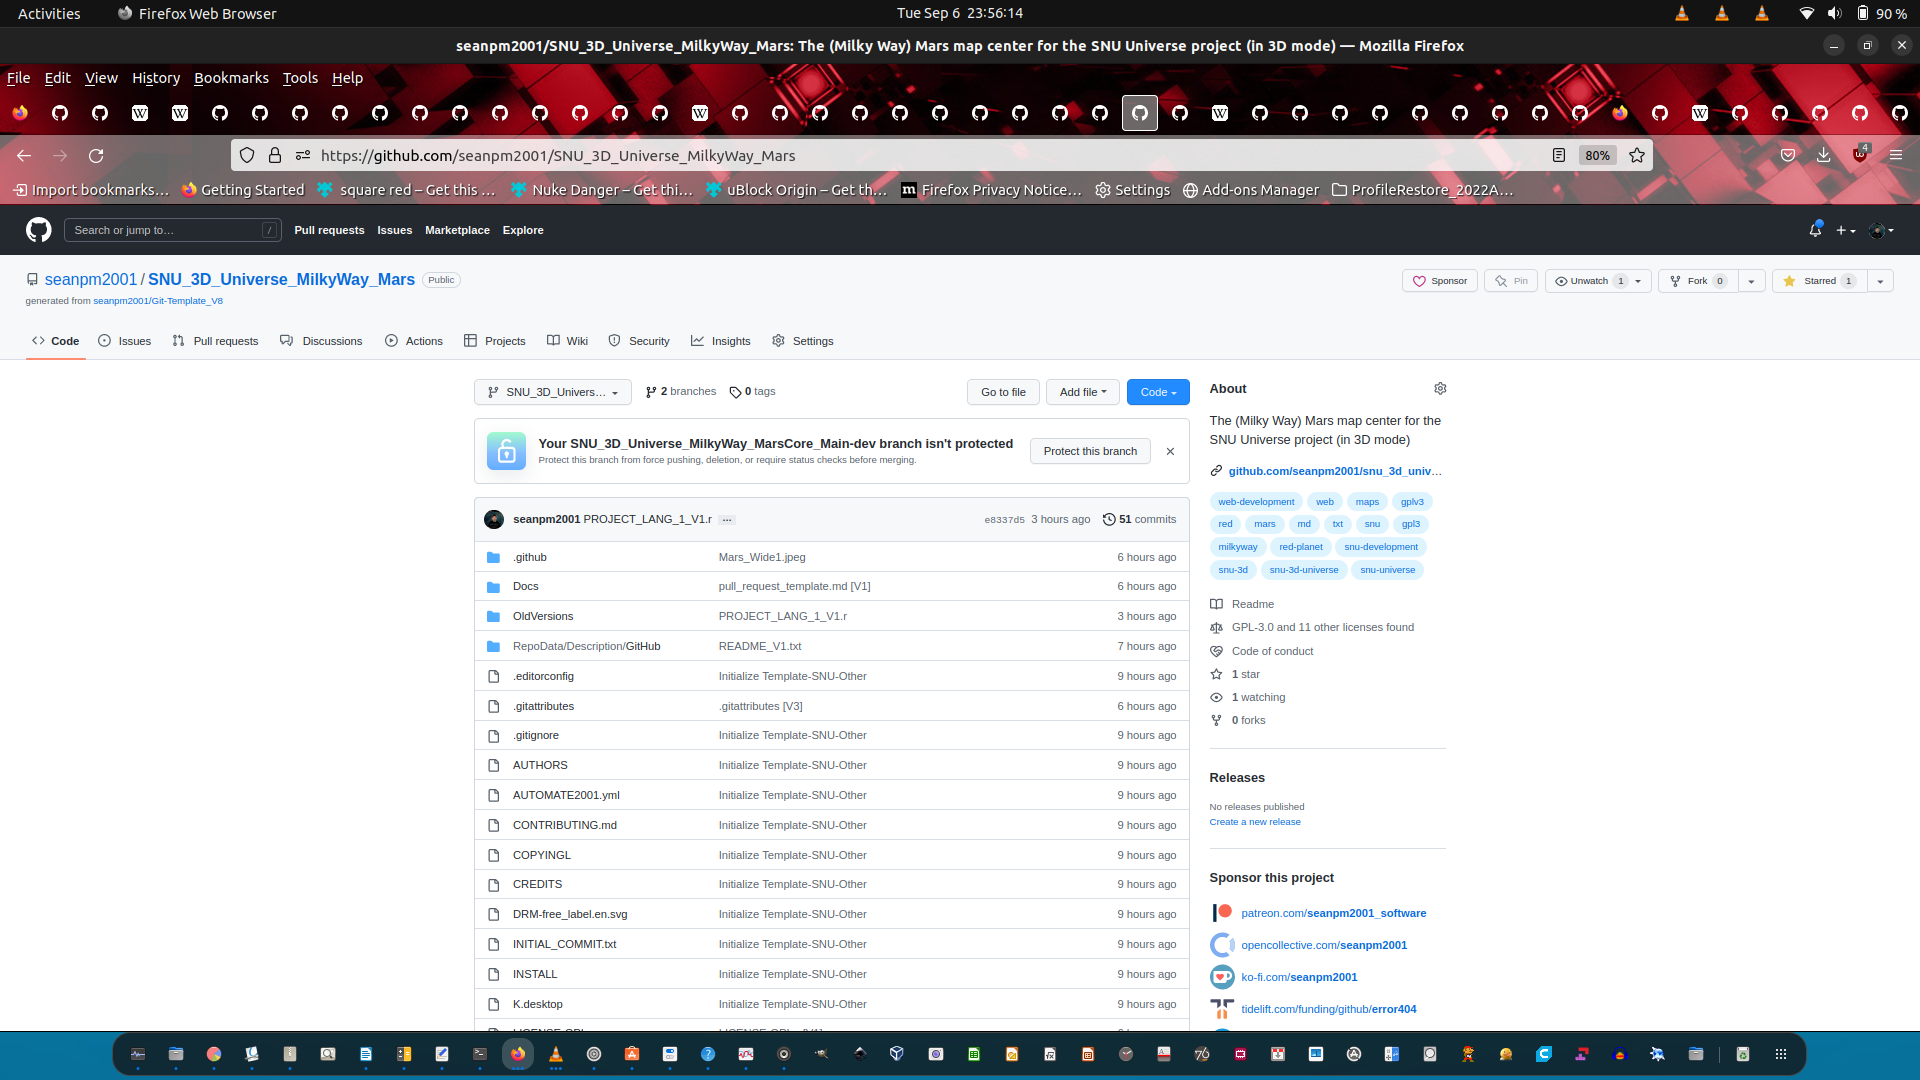 Activities
Firefox Web Browser
Tue Sep 6 23:56:14
90 %
seanpm2001/SNU_3D_Universe_MilkyWay_Mars: The (Milky Way) Mars map center for the SNU Universe project (in 3D mode) — Mozilla Firefox
File Edit View History Bookmarks Tools Help
https://github.com/seanpm2001/SNU_3D_Universe_MilkyWay_Mars
80%
4
Import bookmarks…
Getting Started
square red – Get this …
Nuke Danger – Get thi…
uBlock Origin – Get th…
Firefox Privacy Notice…
Settings
Add-ons Manager
ProfileRestore_2022A…
Search or jump to…
/
Pull requests Issues Marketplace Explore
seanpm2001 / SNU_3D_Universe_MilkyWay_Mars
Public
generated from seanpm2001/Git-Template_V8
Sponsor
Pin
Unwatch 1
Fork 0
Starred 1
Code
Issues
Pull requests
Discussions
Actions
Projects
Wiki
Security
Insights
Settings
SNU_3D_Univers…
2 branches
0 tags
Go to file
Add file
Code
Your SNU_3D_Universe_MilkyWay_MarsCore_Main-dev branch isn't protected
Protect this branch from force pushing, deletion, or require status checks before merging.
Protect this branch
seanpm2001 PROJECT_LANG_1_V1.r …
e8337d5 3 hours ago
51 commits
.github Mars_Wide1.jpeg 6 hours ago
Docs pull_request_template.md [V1] 6 hours ago
OldVersions PROJECT_LANG_1_V1.r 3 hours ago
RepoData/Description/GitHub README_V1.txt 7 hours ago
.editorconfig Initialize Template-SNU-Other 9 hours ago
.gitattributes .gitattributes [V3] 6 hours ago
.gitignore Initialize Template-SNU-Other 9 hours ago
AUTHORS Initialize Template-SNU-Other 9 hours ago
AUTOMATE2001.yml Initialize Template-SNU-Other 9 hours ago
CONTRIBUTING.md Initialize Template-SNU-Other 9 hours ago
COPYINGL Initialize Template-SNU-Other 9 hours ago
CREDITS Initialize Template-SNU-Other 9 hours ago
DRM-free_label.en.svg Initialize Template-SNU-Other 9 hours ago
INITIAL_COMMIT.txt Initialize Template-SNU-Other 9 hours ago
INSTALL Initialize Template-SNU-Other 9 hours ago
K.desktop Initialize Template-SNU-Other 9 hours ago
About
The (Milky Way) Mars map center for the
SNU Universe project (in 3D mode)
github.com/seanpm2001/snu_3d_univ…
web-development web maps gplv3
red mars md txt snu gpl3
milkyway red-planet snu-development
snu-3d snu-3d-universe snu-universe
Readme
GPL-3.0 and 11 other licenses found
Code of conduct
1 star
1 watching
0 forks
Releases
No releases published
Create a new release
Sponsor this project
patreon.com/seanpm2001_software
opencollective.com/seanpm2001
ko-fi.com/seanpm2001
tidelift.com/funding/github/error404